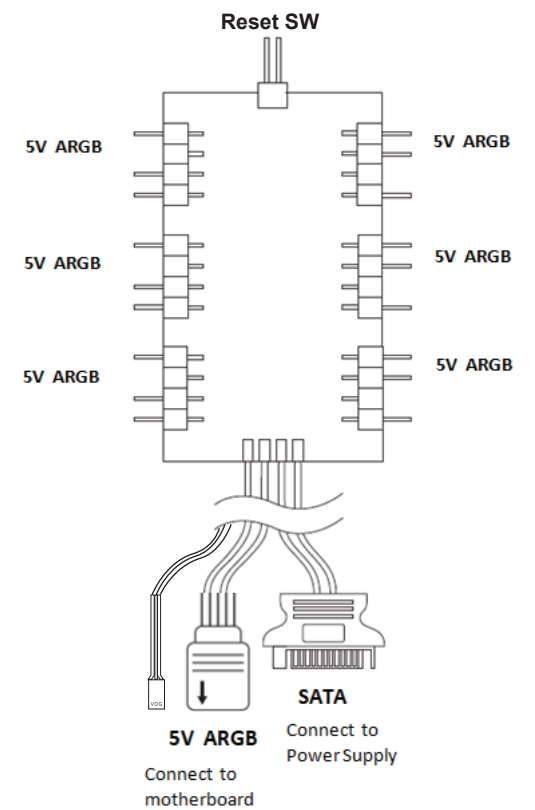 Reset SW
5V ARGB
5V ARGB
5V ARGB
5V ARGB
5V ARGB
5V ARGB
VDG
SATA
5V ARGB
Connect to
Power Supply
Connect to
motherboard